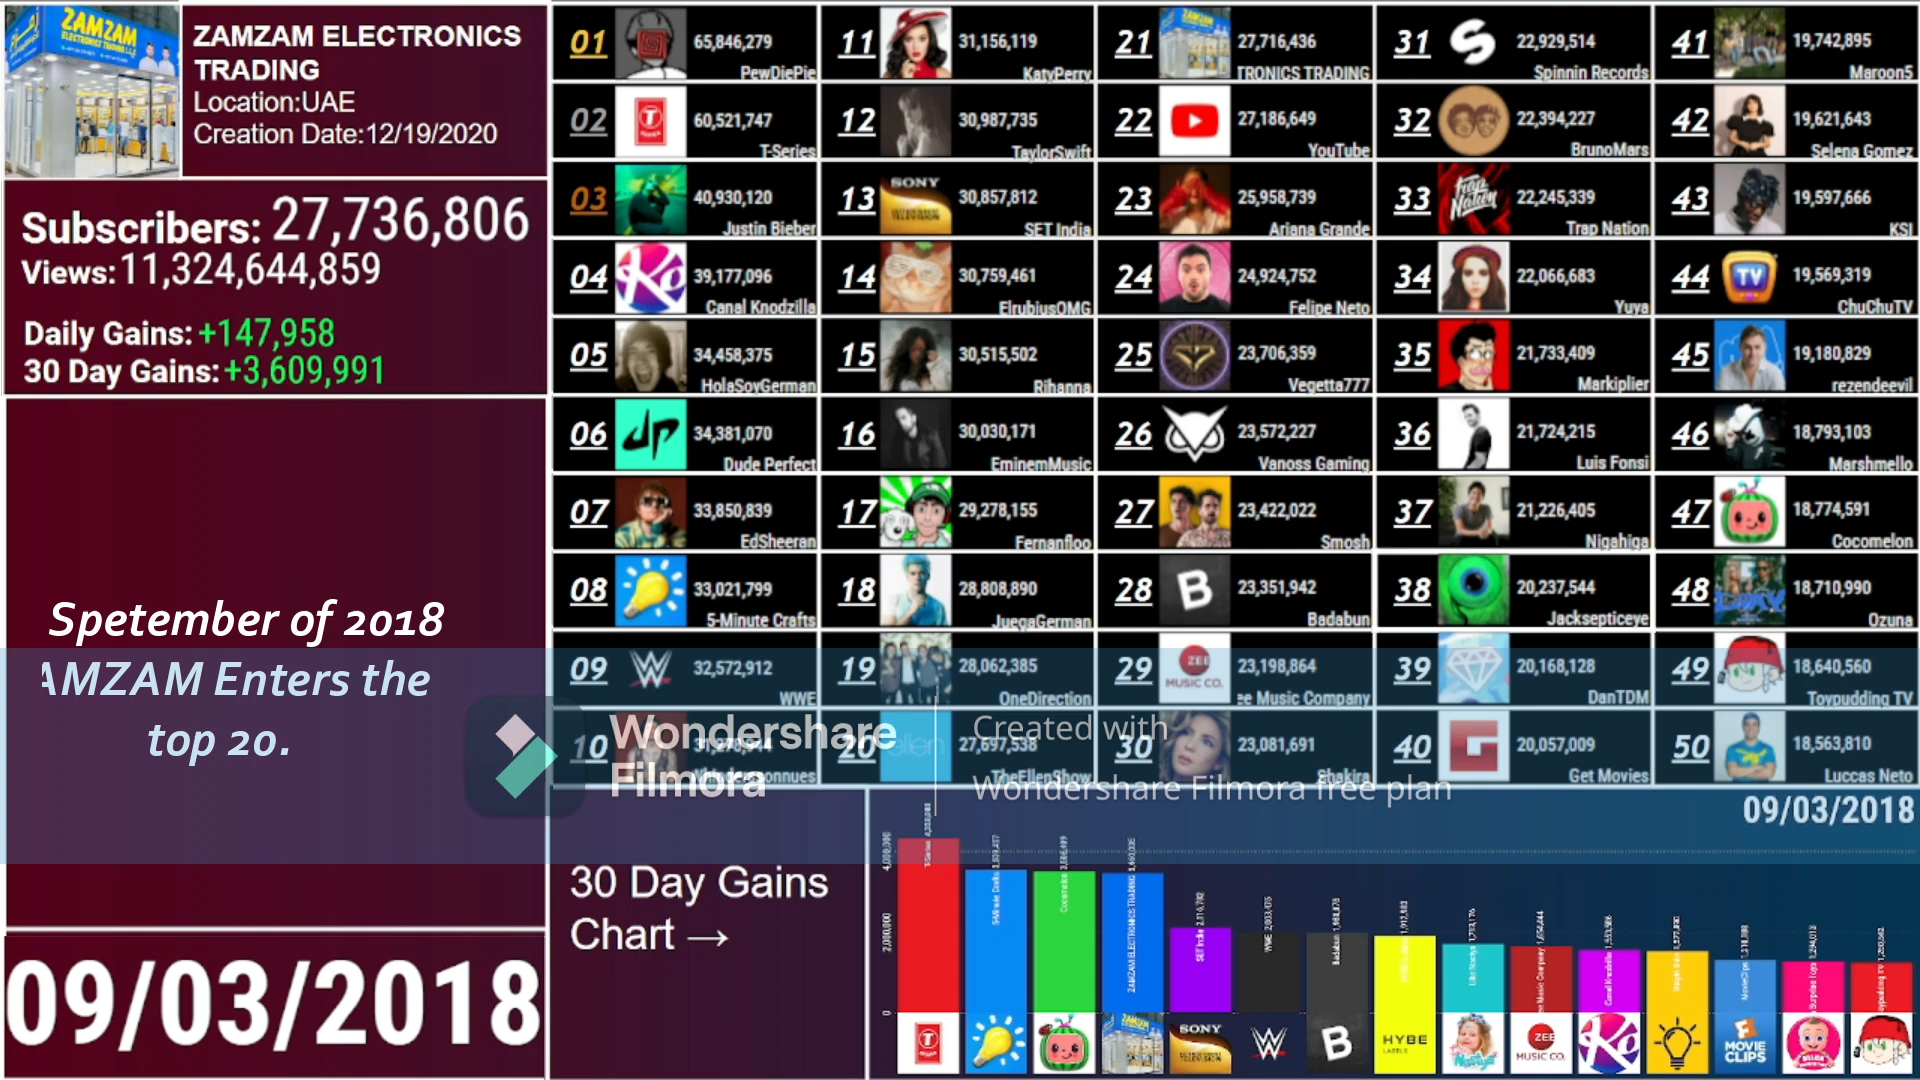 ZAMZAM ELECTRONICS
TRADING
Location:UAE
Creation Date:12/19/2020
Subscribers: 27,736,806
Views: 11,324,644,859
Daily Gains: +147,958
30 Day Gains: +3,609,991
Spetember of 2018
AMZAM Enters the
top 20.
09/03/2018
01 65,846,279
PewDiePie
02 60,521,747
T-Series
03 40,930,120
Justin Bieber
04 39,177,096
Canal Kondzilla
05 34,458,375
HolaSoyGerman
06 34,381,070
Dude Perfect
07 33,850,839
EdSheeran
08 33,021,799
5-Minute Crafts
09 32,572,912
WWE
10
11 31,156,119
KatyPerry
12 30,987,735
TaylorSwift
13 30,857,812
SET India
14 30,759,461
ElrubiusOMG
15 30,515,502
Rihanna
16 30,030,171
EminemMusic
17 29,278,155
Fernanfloo
18 28,808,890
JuegaGerman
19 28,062,385
OneDirection
20 27,697,538
TheEllenShow
21 27,716,436
TRONICS TRADING
22 27,186,649
YouTube
23 25,958,739
Ariana Grande
24 24,924,752
Felipe Neto
25 23,706,359
Vegetta777
26 23,572,227
Vanoss Gaming
27 23,422,022
Smosh
28 23,351,942
Badabun
29 23,198,864
ee Music Company
30 23,081,691
Shakira
31 22,929,514
Spinnin Records
32 22,394,227
BrunoMars
33 22,245,339
Trap Nation
34 22,066,683
Yuya
35 21,733,409
Markiplier
36 21,724,215
Luis Fonsi
37 21,226,405
Nigahiga
38 20,237,544
Jacksepticeye
39 20,168,128
DanTDM
40 20,057,009
Get Movies
41 19,742,895
Maroon5
42 19,621,643
Selena Gomez
43 19,597,666
KSI
44 19,569,319
ChuChuTV
45 19,180,829
rezendeevil
46 18,793,103
Marshmello
47 18,774,591
Cocomelon
48 18,710,990
Ozuna
49 18,640,560
Toypudding TV
50 18,563,810
Luccas Neto
Wondershare
Filmora
Created with
Wondershare Filmora free plan
09/03/2018
30 Day Gains
Chart →
SONY
HYBE
LABELS
ZEE
MUSIC CO.
MOVIE
CLIPS